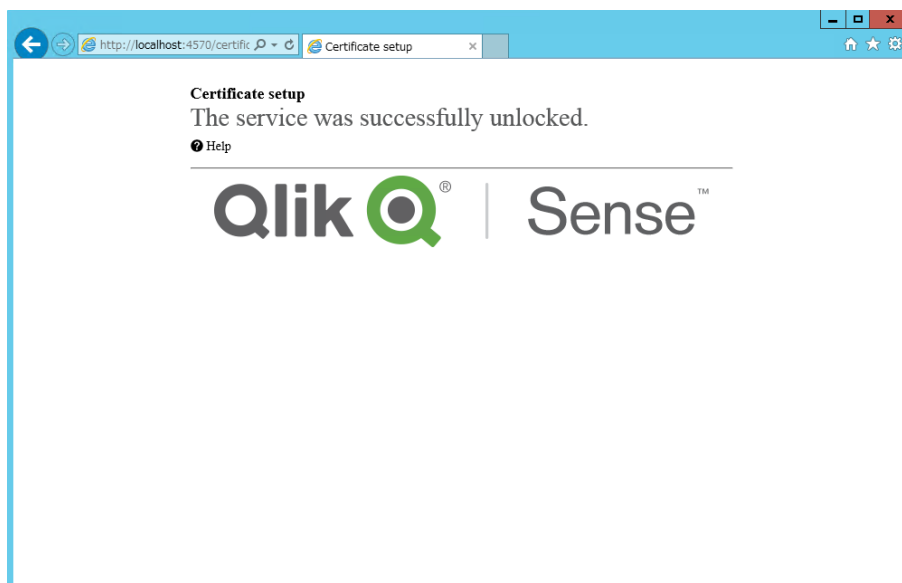 http://localhost:4570/certific
Certificate setup
Certificate setup
The service was successfully unlocked.
? Help
Qlik Q® | Sense™